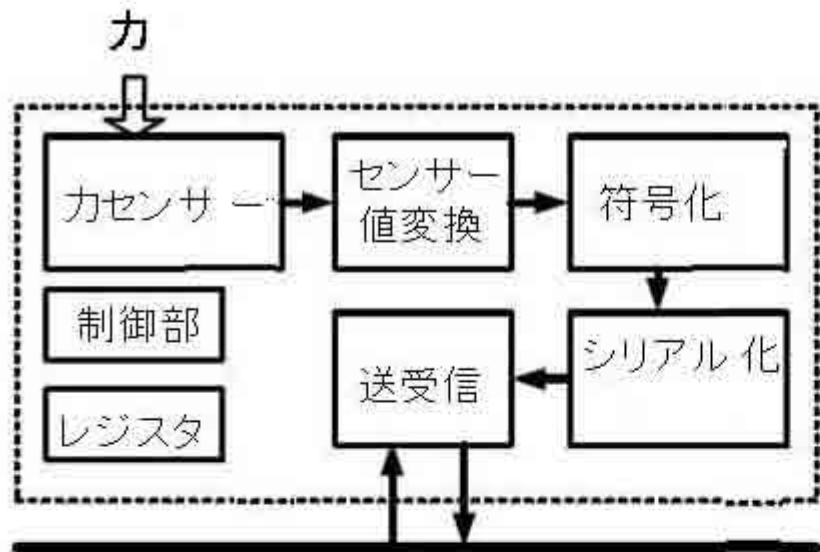 力
力センサー
センサー
値変換
符号化
制御部
送受信
シリアル化
レジスタ